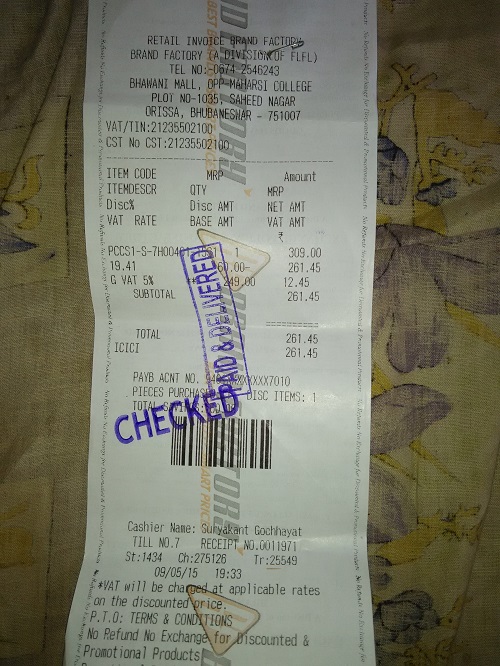 RETAIL INVOICE BRAND FACTORY
BRAND FACTORY (A DIVISION OF FLFL)
TEL NO:-0674-2546243
BHAWANI MALL, OPP-MAHARSI COLLEGE
PLOT NO-1035, SAHEED NAGAR
ORISSA, BHUBANESWAR - 751007
VAT/TIN:21235502100
CST No CST:21235502100
ITEM CODE MRP Amount
ITEMDESCR QTY MRP
Disc% Disc AMT NET AMT
VAT RATE BASE AMT VAT AMT
₹
1 309.00
19.41 261.45
G VAT 5% 249.00 12.45
SUBTOTAL 261.45
TOTAL 261.45
ICICI 261.45
PAID & DELIVERED
PAYB ACNT NO.
PIECES DISC ITEMS: 1
CHECKED
Cashier Name: Suryakant Gochhayat
TILL NO.7 RECEIPT NO.0011971
St:1434 Ch:275126 Tr:25549
09/05/15 19:33
*VAT will be charged at applicable rates
on the discounted price.
P.T.O: TERMS & CONDITIONS
No Refund No Exchange for Discounted &
Promotional Products